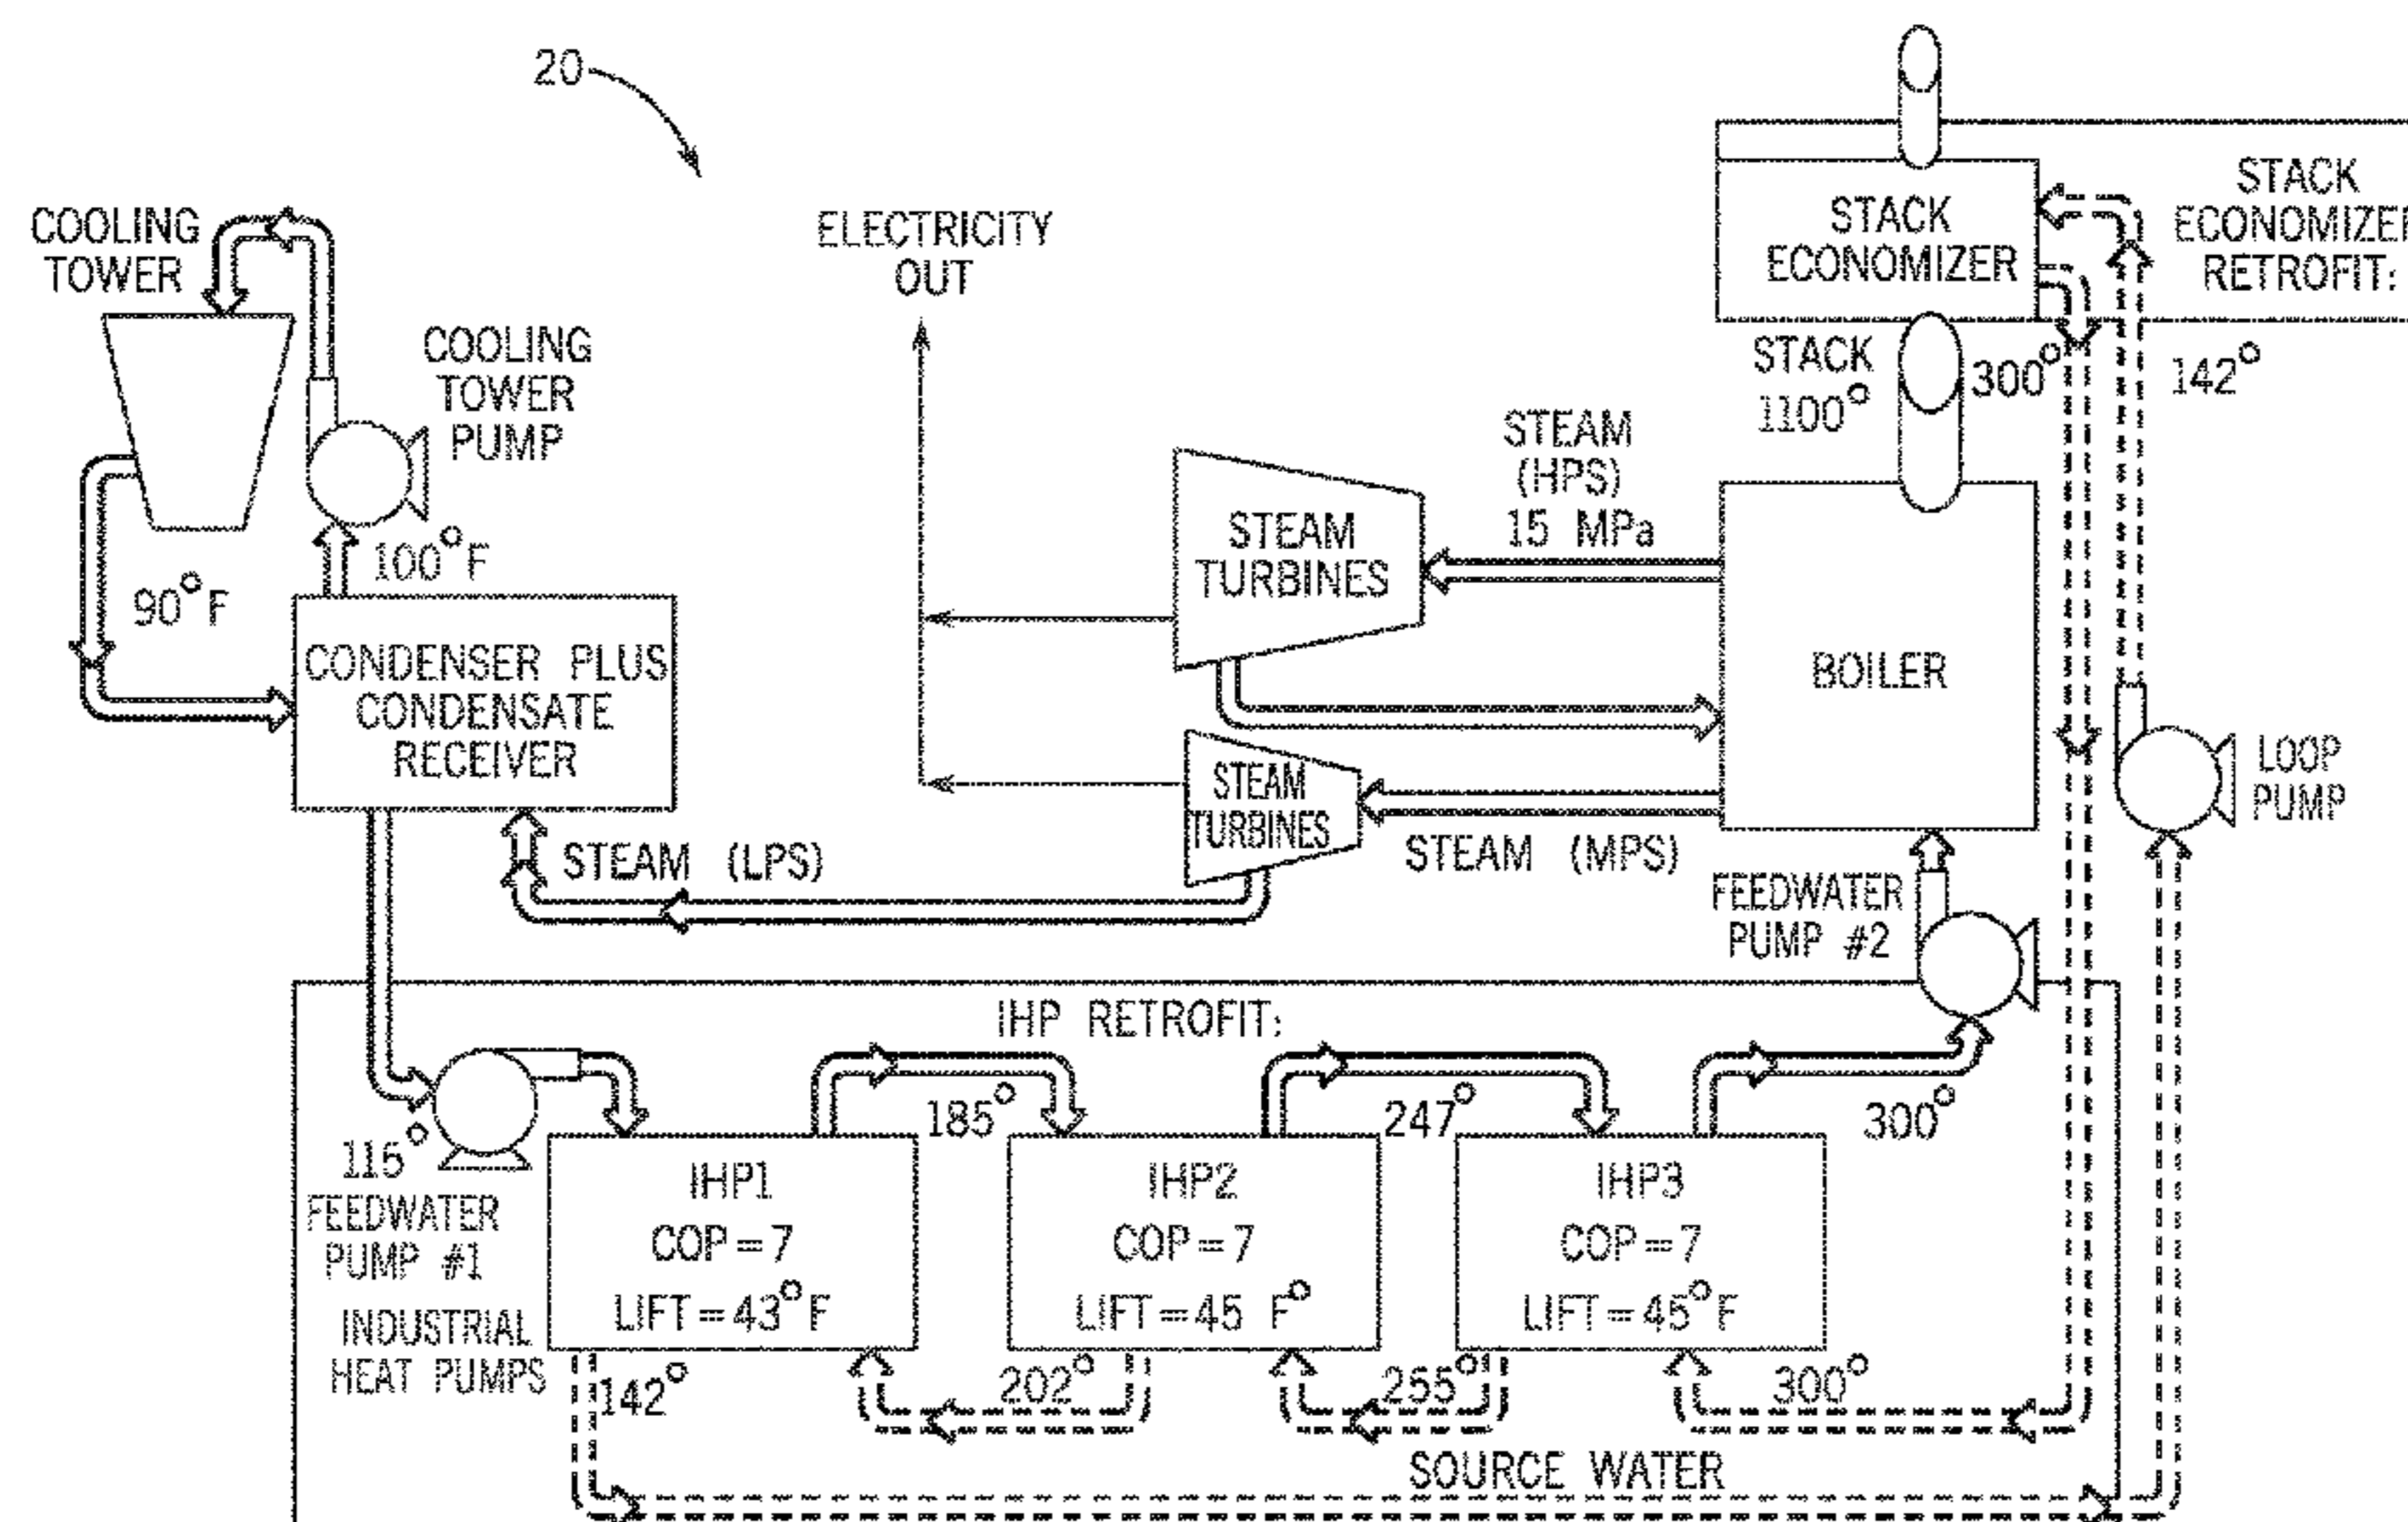 20
COOLING
TOWER
ELECTRICITY
OUT
STACK
ECONOMIZER
STACK
RETROFIT:
COOLING
TOWER
PUMP
STACK
1100°
300°
142°
STEAM
(HPS)
15 MPa
STEAM
TURBINES
100°F
90°F
CONDENSER PLUS
CONDENSATE
RECEIVER
BOILER
STEAM
TURBINES
LOOP
PUMP
STEAM (LPS)
STEAM (MPS)
FEEDWATER
PUMP #2
IHP RETROFIT:
115°
185°
247°
300°
FEEDWATER
PUMP #1
INDUSTRIAL
HEAT PUMPS
IHP1
COP=7
LIFT=43°F
IHP2
COP=7
LIFT=45 F°
IHP3
COP=7
LIFT=45°F
142°
202°
255°
300°
SOURCE WATER